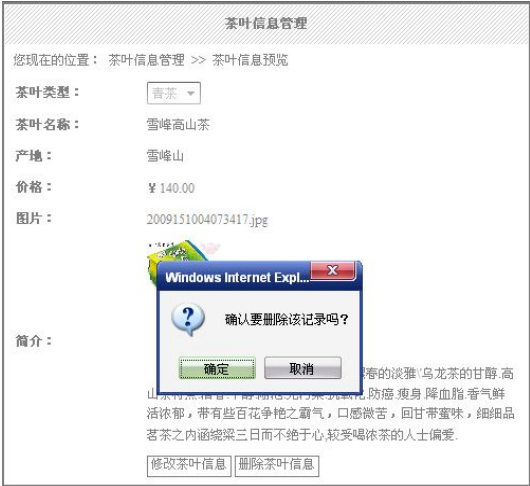 茶叶信息管理
您现在的位置： 茶叶信息管理 >> 茶叶信息预览
茶叶类型： 青茶
茶叶名称： 雪峰高山茶
产地： 雪峰山
价格： ¥ 140.00
图片： 2009151004073417.jpg
Windows Internet Expl...
确认要删除该记录吗?
确定 取消
简介：
春的淡雅\乌龙茶的甘醇.高
防癌.瘦身.降血脂.香气鲜
活浓郁，带有些百花争艳之霸气，口感微苦，回甘带蜜味，细细品
茗茶之内函绕梁三日而不绝于心,较受喝浓茶的人士偏爱.
修改茶叶信息 删除茶叶信息